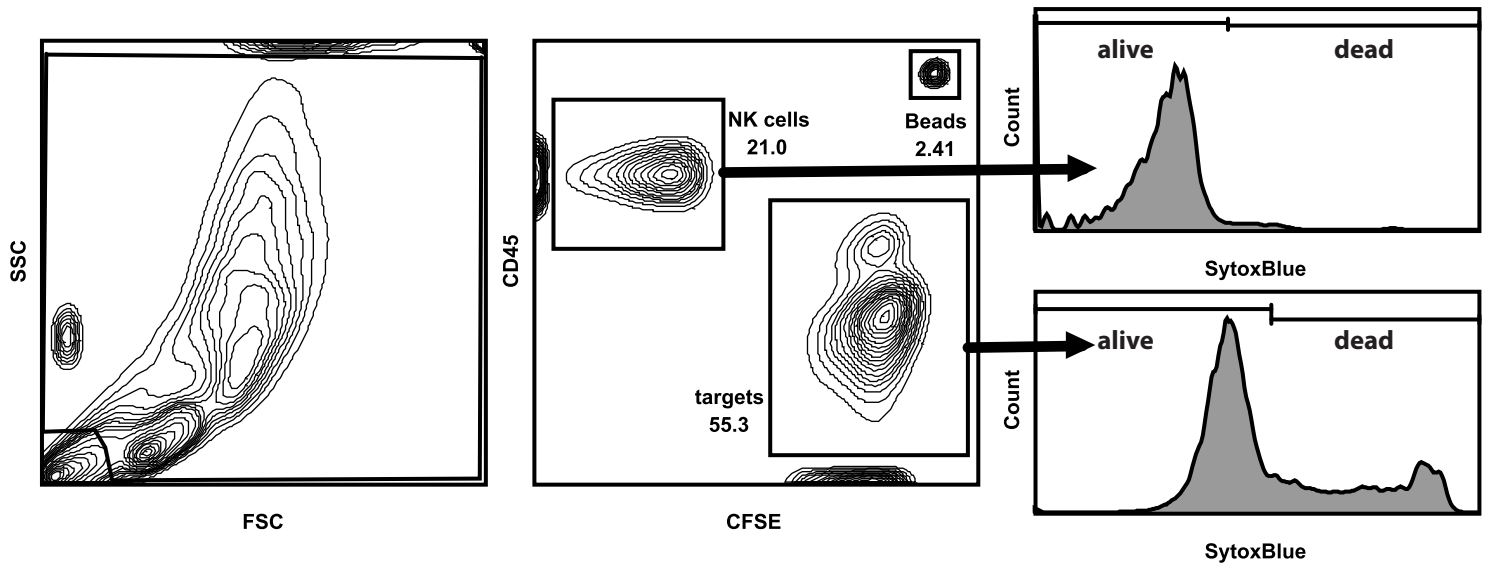 SSC
FSC
CD45
NK cells
21.0
Beads
2.41
targets
55.3
CFSE
Count
alive
dead
SytoxBlue
Count
alive
dead
SytoxBlue